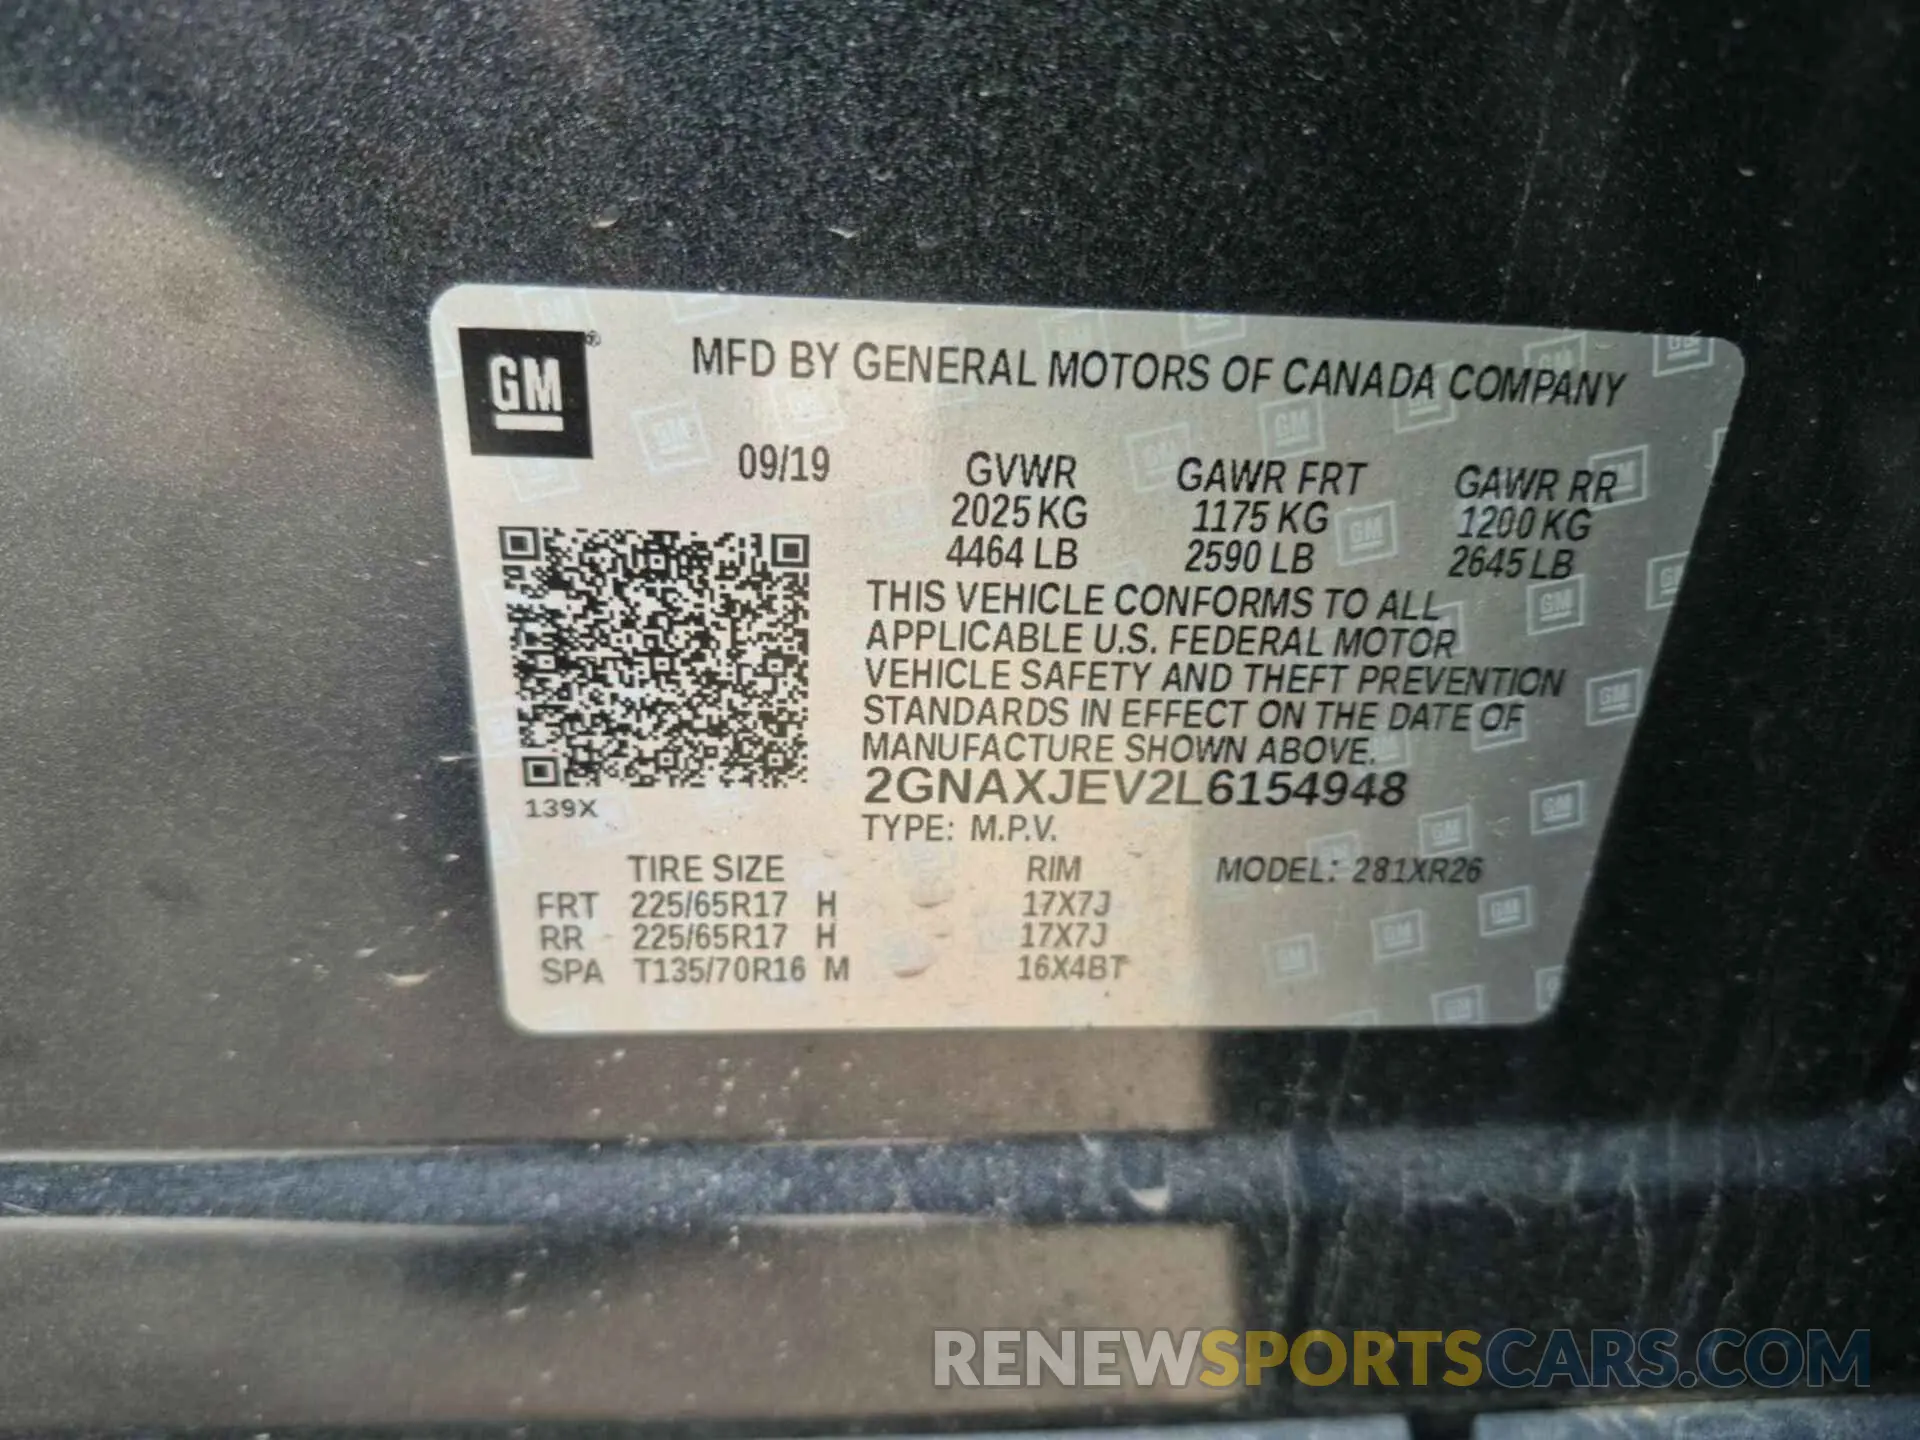 GM ®
MFD BY GENERAL MOTORS OF CANADA COMPANY
09/19 GVWR GAWR FRT GAWR RR
2025 KG 1175 KG 1200 KG
4464 LB 2590 LB 2645 LB
THIS VEHICLE CONFORMS TO ALL
APPLICABLE U.S. FEDERAL MOTOR
VEHICLE SAFETY AND THEFT PREVENTION
STANDARDS IN EFFECT ON THE DATE OF
MANUFACTURE SHOWN ABOVE.
139X
2GNAXJEV2L6154948
TYPE: M.P.V.
TIRE SIZE RIM MODEL: 281XR26
FRT 225/65R17 H 17X7J
RR 225/65R17 H 17X7J
SPA T135/70R16 M 16X4BT
RENEWSPORTSCARS.COM